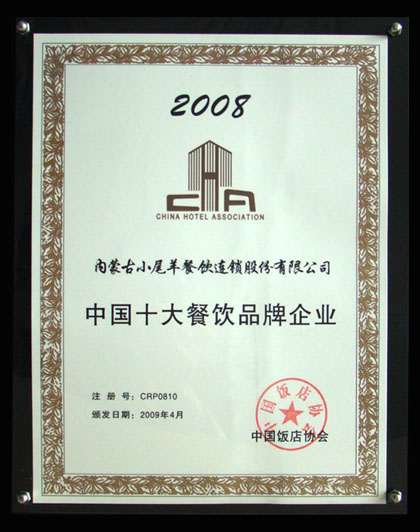 2008
CHA
CHINA HOTEL ASSOCIATION
内蒙古小尾羊餐饮连锁股份有限公司
中国十大餐饮品牌企业
注 册 号：CRP0810
颁发日期：2009年4月
中国饭店协会
中国饭店协会